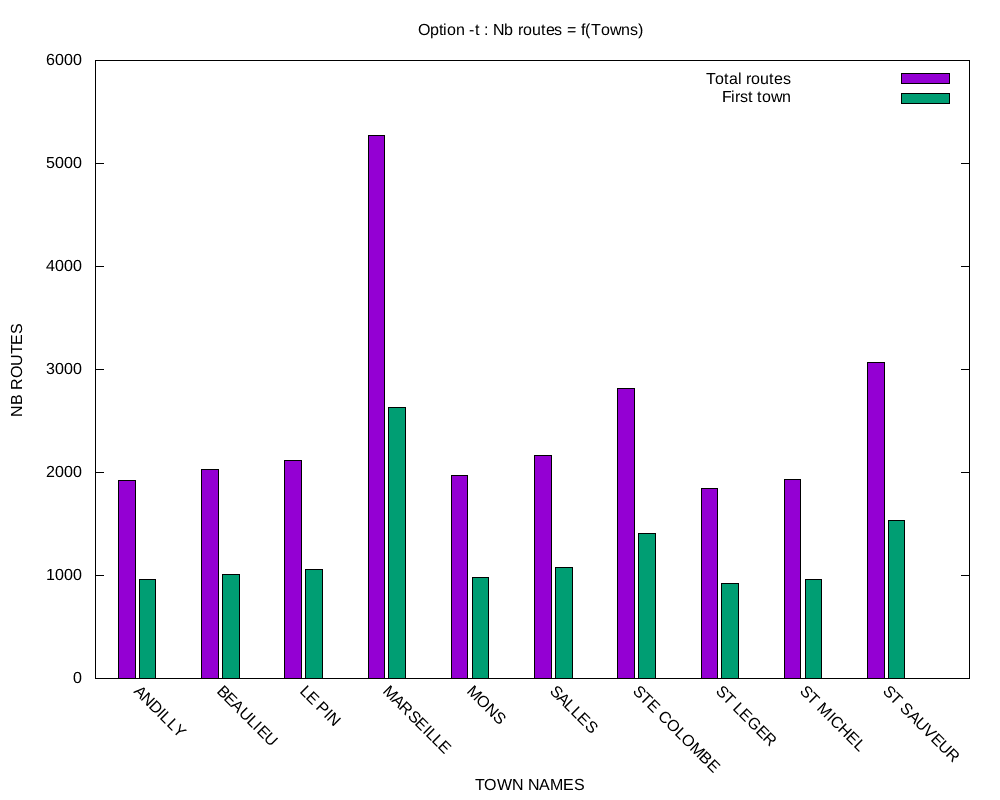 Option -t : Nb routes = f(Towns)
6000
5000
4000
3000
2000
1000
0
NB ROUTES
Total routes
First town
ANDILLY
BEAULIEU
LE PIN
MARSEILLE
MONS
SALLES
STE COLOMBE
ST LEGER
ST MICHEL
ST SAUVEUR
TOWN NAMES